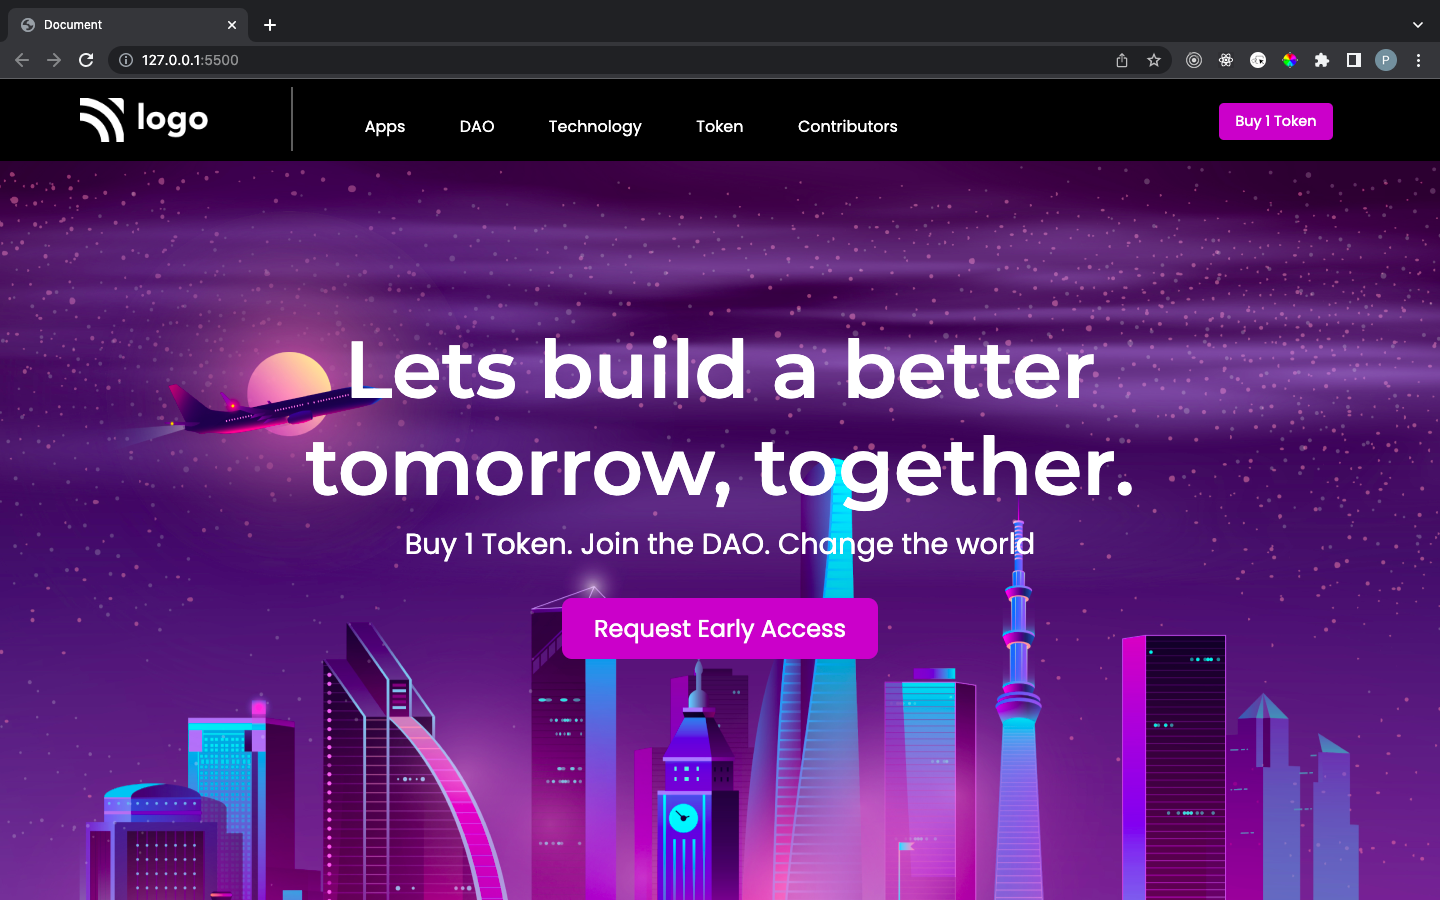 Document
127.0.0.1:5500
P
logo
Apps
DAO
Technology
Token
Contributors
Buy 1 Token
Lets build a better
tomorrow, together.
Buy 1 Token. Join the DAO. Change the world
Request Early Access